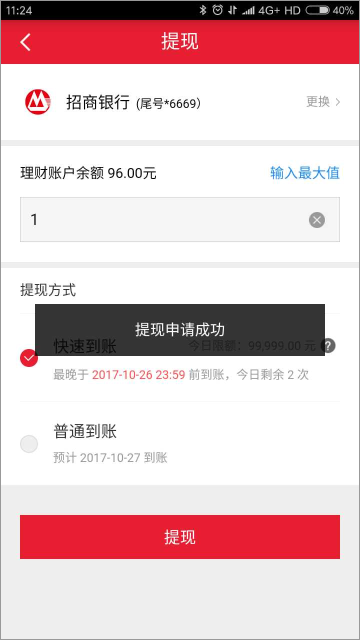 11:24 4G+ HD 40%
提现
招商银行 (尾号*6669) 更换
理财账户余额 96.00元 输入最大值
1
提现方式
提现申请成功
快速到账 今日限额：99,999.00 元 ?
最晚于 2017-10-26 23:59 前到账，今日剩余 2 次
普通到账
预计 2017-10-27 到账
提现